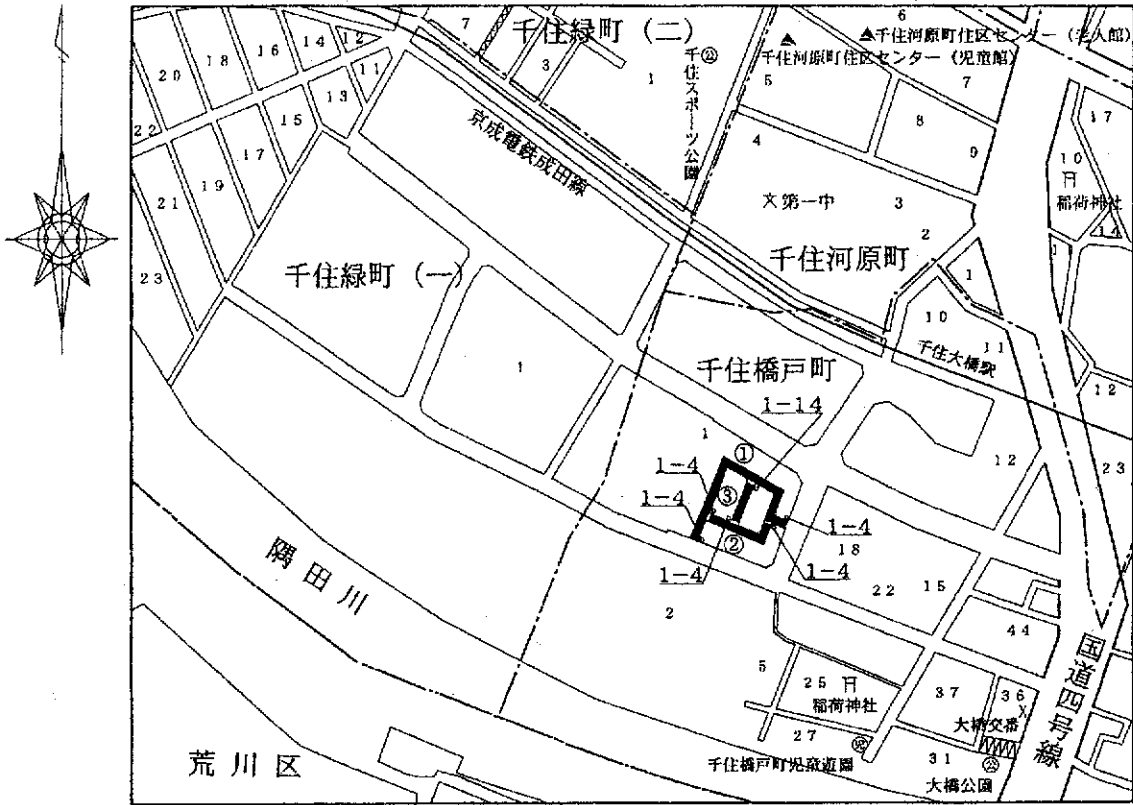 千住緑町（二）
7
6
▲千住河原町住区センター（老人館）
▲
千住河原町住区センター（児童館）
公
千住スポーツ公園
12
14
16
18
20
11
13
15
17
19
22
21
23
3
1
5
7
8
9
4
17
10
稲荷神社
14
京成電鉄成田線
文第一中
3
2
千住河原町
1
1
千住緑町（一）
10
11
千住大橋駅
12
千住橋戸町
1-14
1
1
①
1-4
③
1-4
②
1-4
1-4
1-4
12
23
18
22
15
2
隅田川
44
国道四号線
5
25
稲荷神社
37
36
X
大橋交番
27
児
千住橋戸町児童遊園
31
公
大橋公園
荒川区